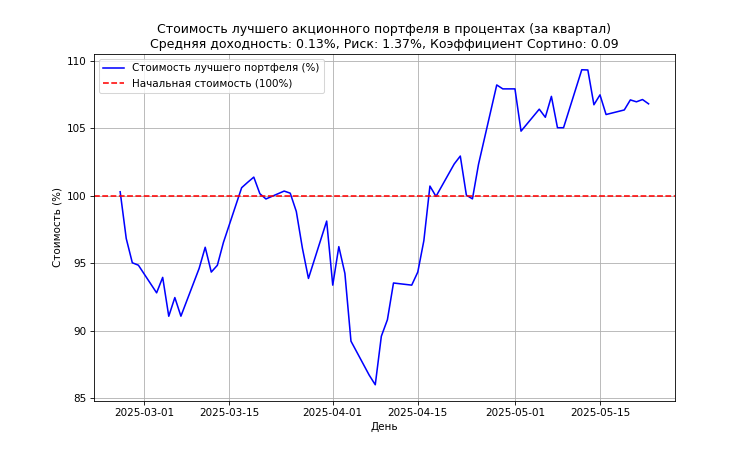 Стоимость лучшего акционного портфеля в процентах (за квартал)
Средняя доходность: 0.13%, Риск: 1.37%, Коэффициент Сортино: 0.09
Стоимость лучшего портфеля (%)
Начальная стоимость (100%)
Стоимость (%)
110
105
100
95
90
85
2025-03-01 2025-03-15 2025-04-01 2025-04-15 2025-05-01 2025-05-15
День